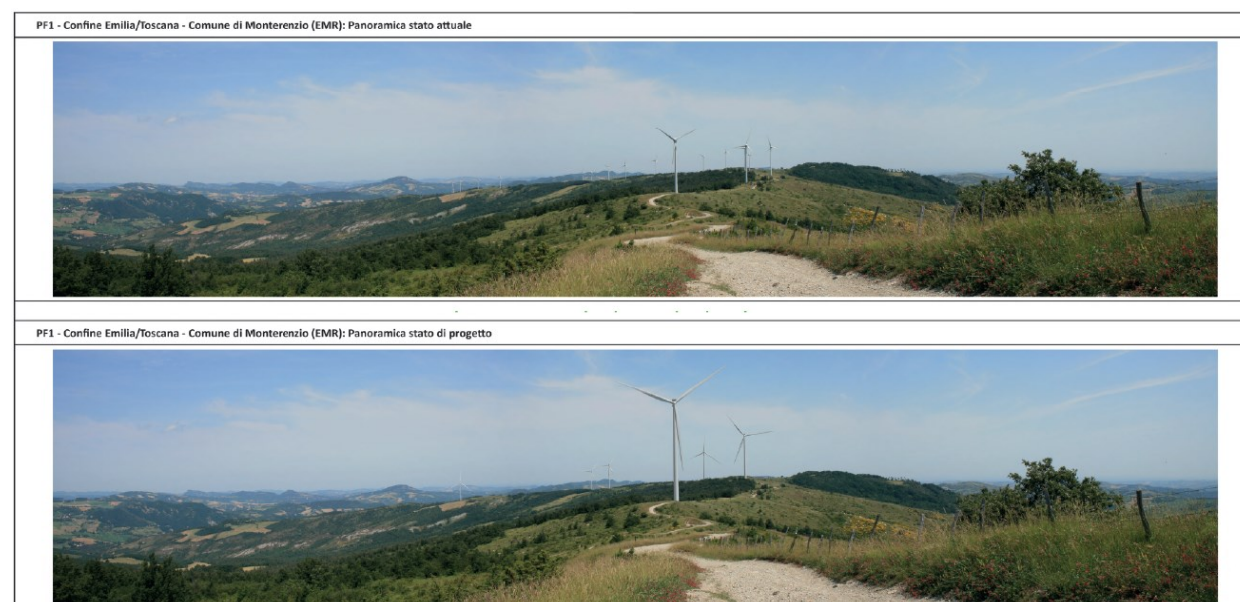 PF1 - Confine Emilia/Toscana - Comune di Monterenzio (EMR): Panoramica stato attuale
PF1 - Confine Emilia/Toscana - Comune di Monterenzio (EMR): Panoramica stato di progetto